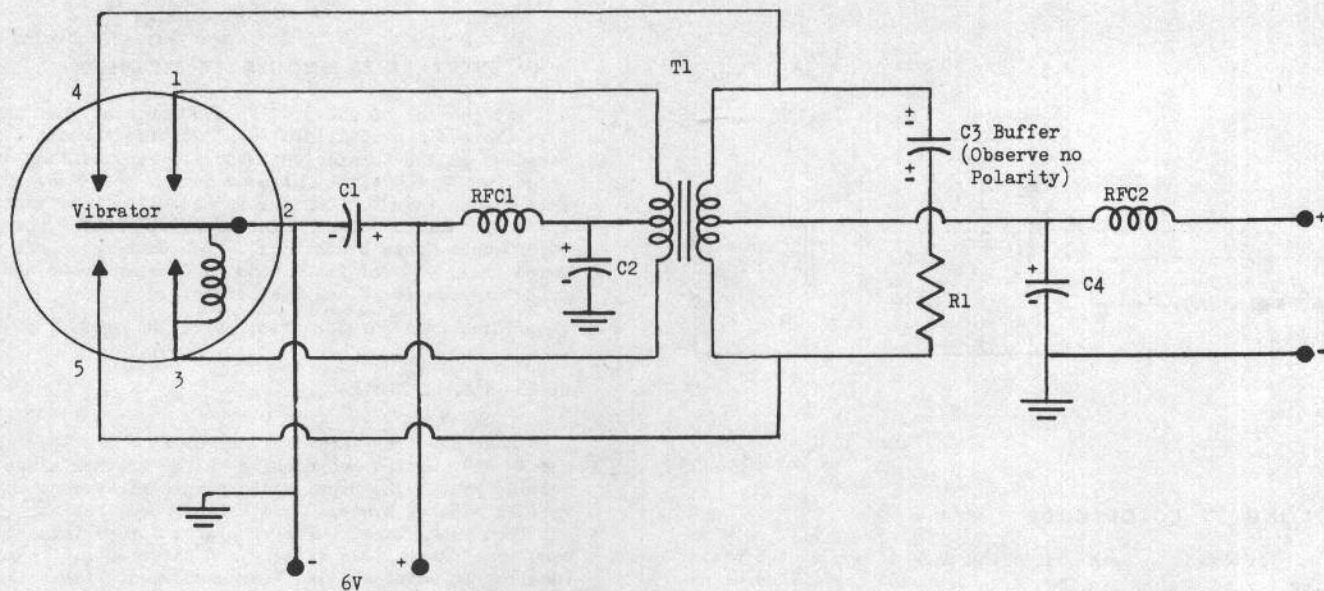 T1
4
1
C3 Buffer
(Observe no
Polarity)
+
-
+
-
C1
RFC1
RFC2
Vibrator
2
-
+
+
+
-
C2
+
-
C4
R1
-
5
3
-
+
6V